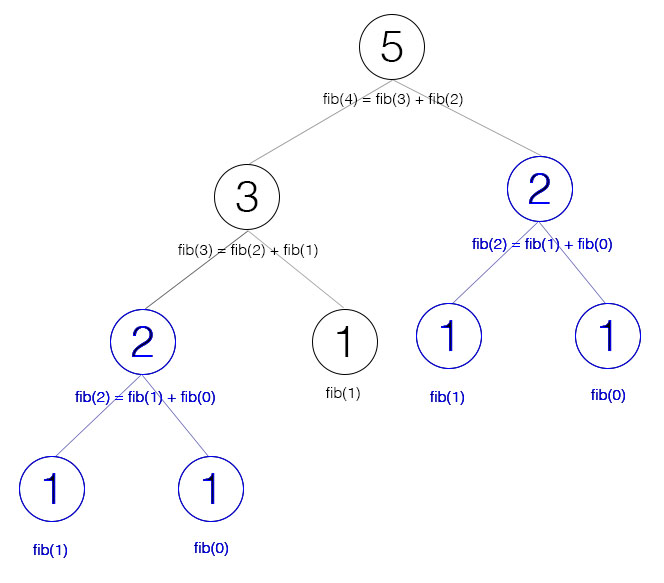 5
fib(4) = fib(3) + fib(2)
3
2
fib(3) = fib(2) + fib(1)
fib(2) = fib(1) + fib(0)
2
1
1
1
fib(1)
fib(1)
fib(0)
fib(2) = fib(1) + fib(0)
1
1
fib(1)
fib(0)